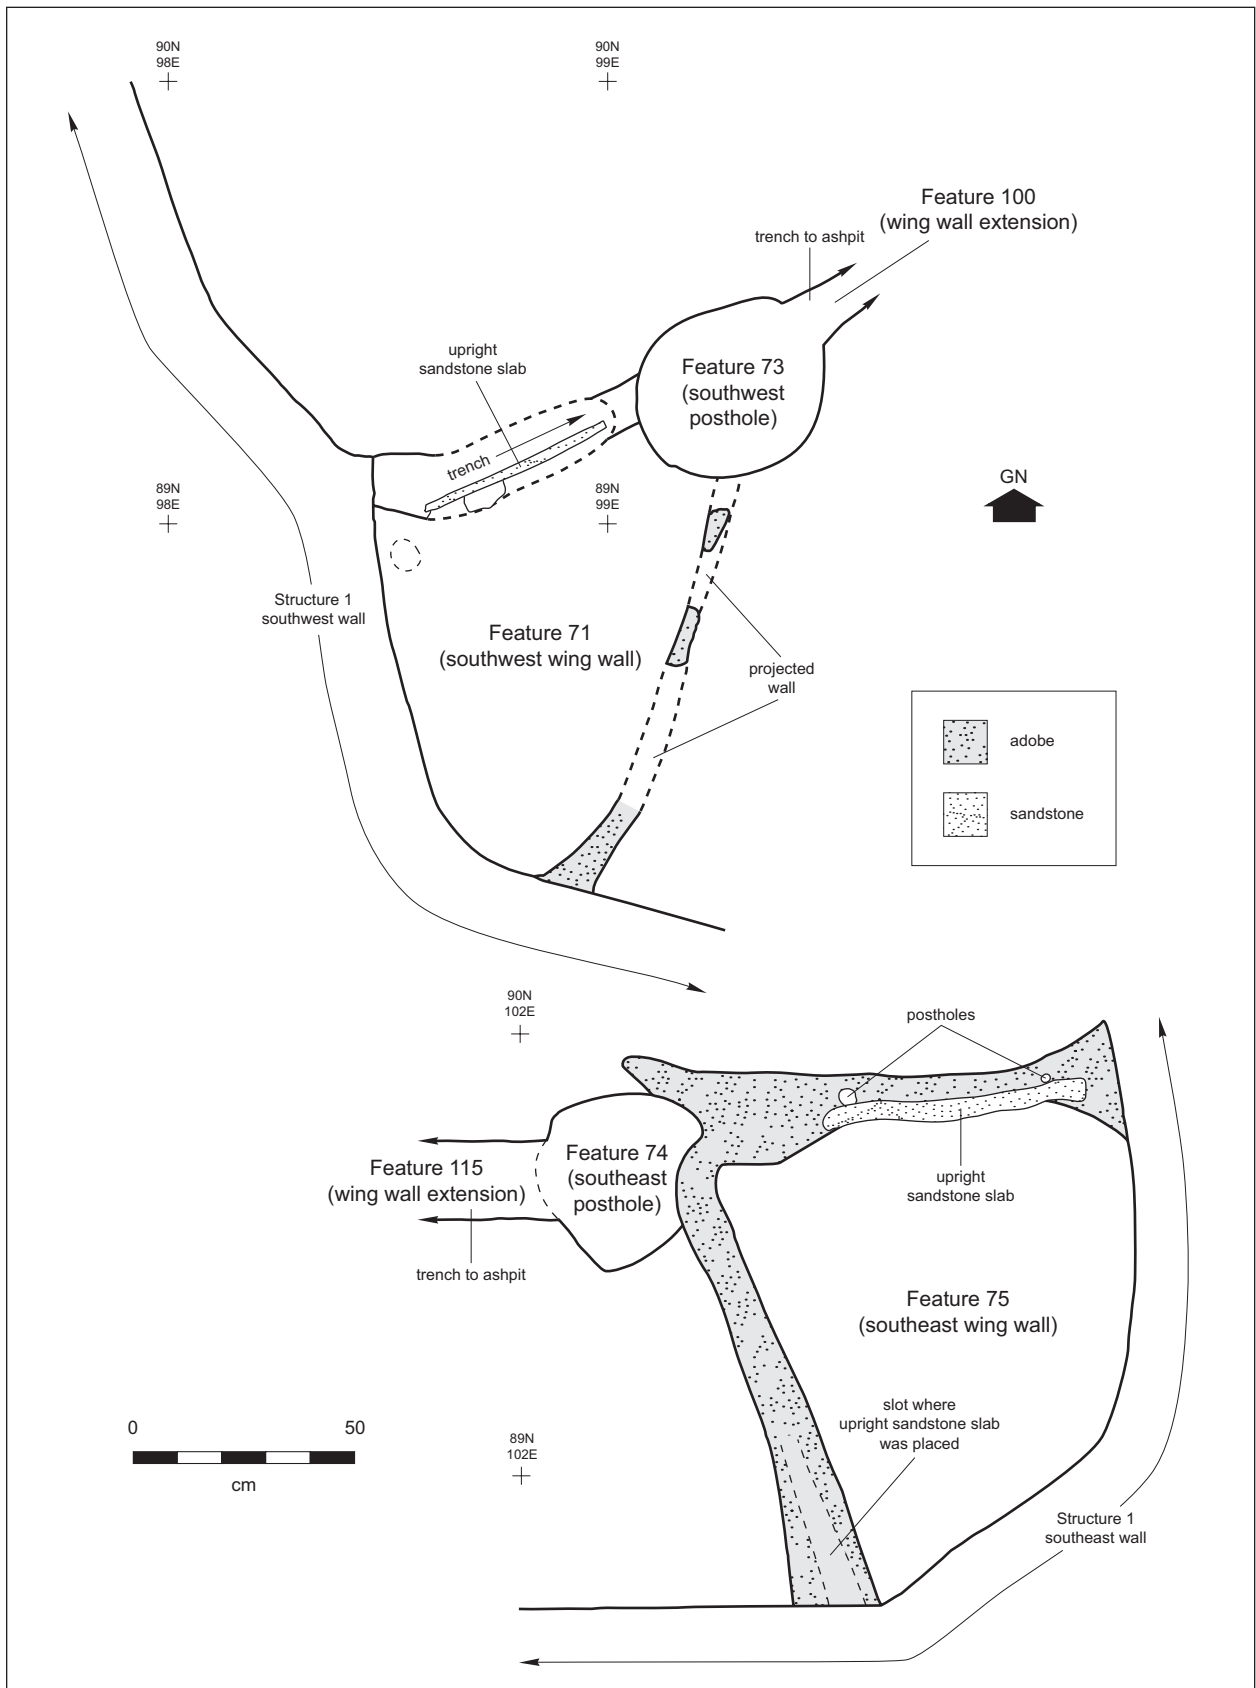 90N
98E
90N
99E
Feature 100
(wing wall extension)
trench to ashpit
upright
sandstone slab
Feature 73
(southwest
posthole)
trench
89N
98E
89N
99E
GN
Structure 1
southwest wall
Feature 71
(southwest wing wall)
projected
wall
adobe
sandstone
90N
102E
postholes
Feature 115
(wing wall extension)
Feature 74
(southeast
posthole)
upright
sandstone slab
trench to ashpit
Feature 75
(southeast wing wall)
slot where
upright sandstone slab
was placed
0
50
cm
89N
102E
Structure 1
southeast wall